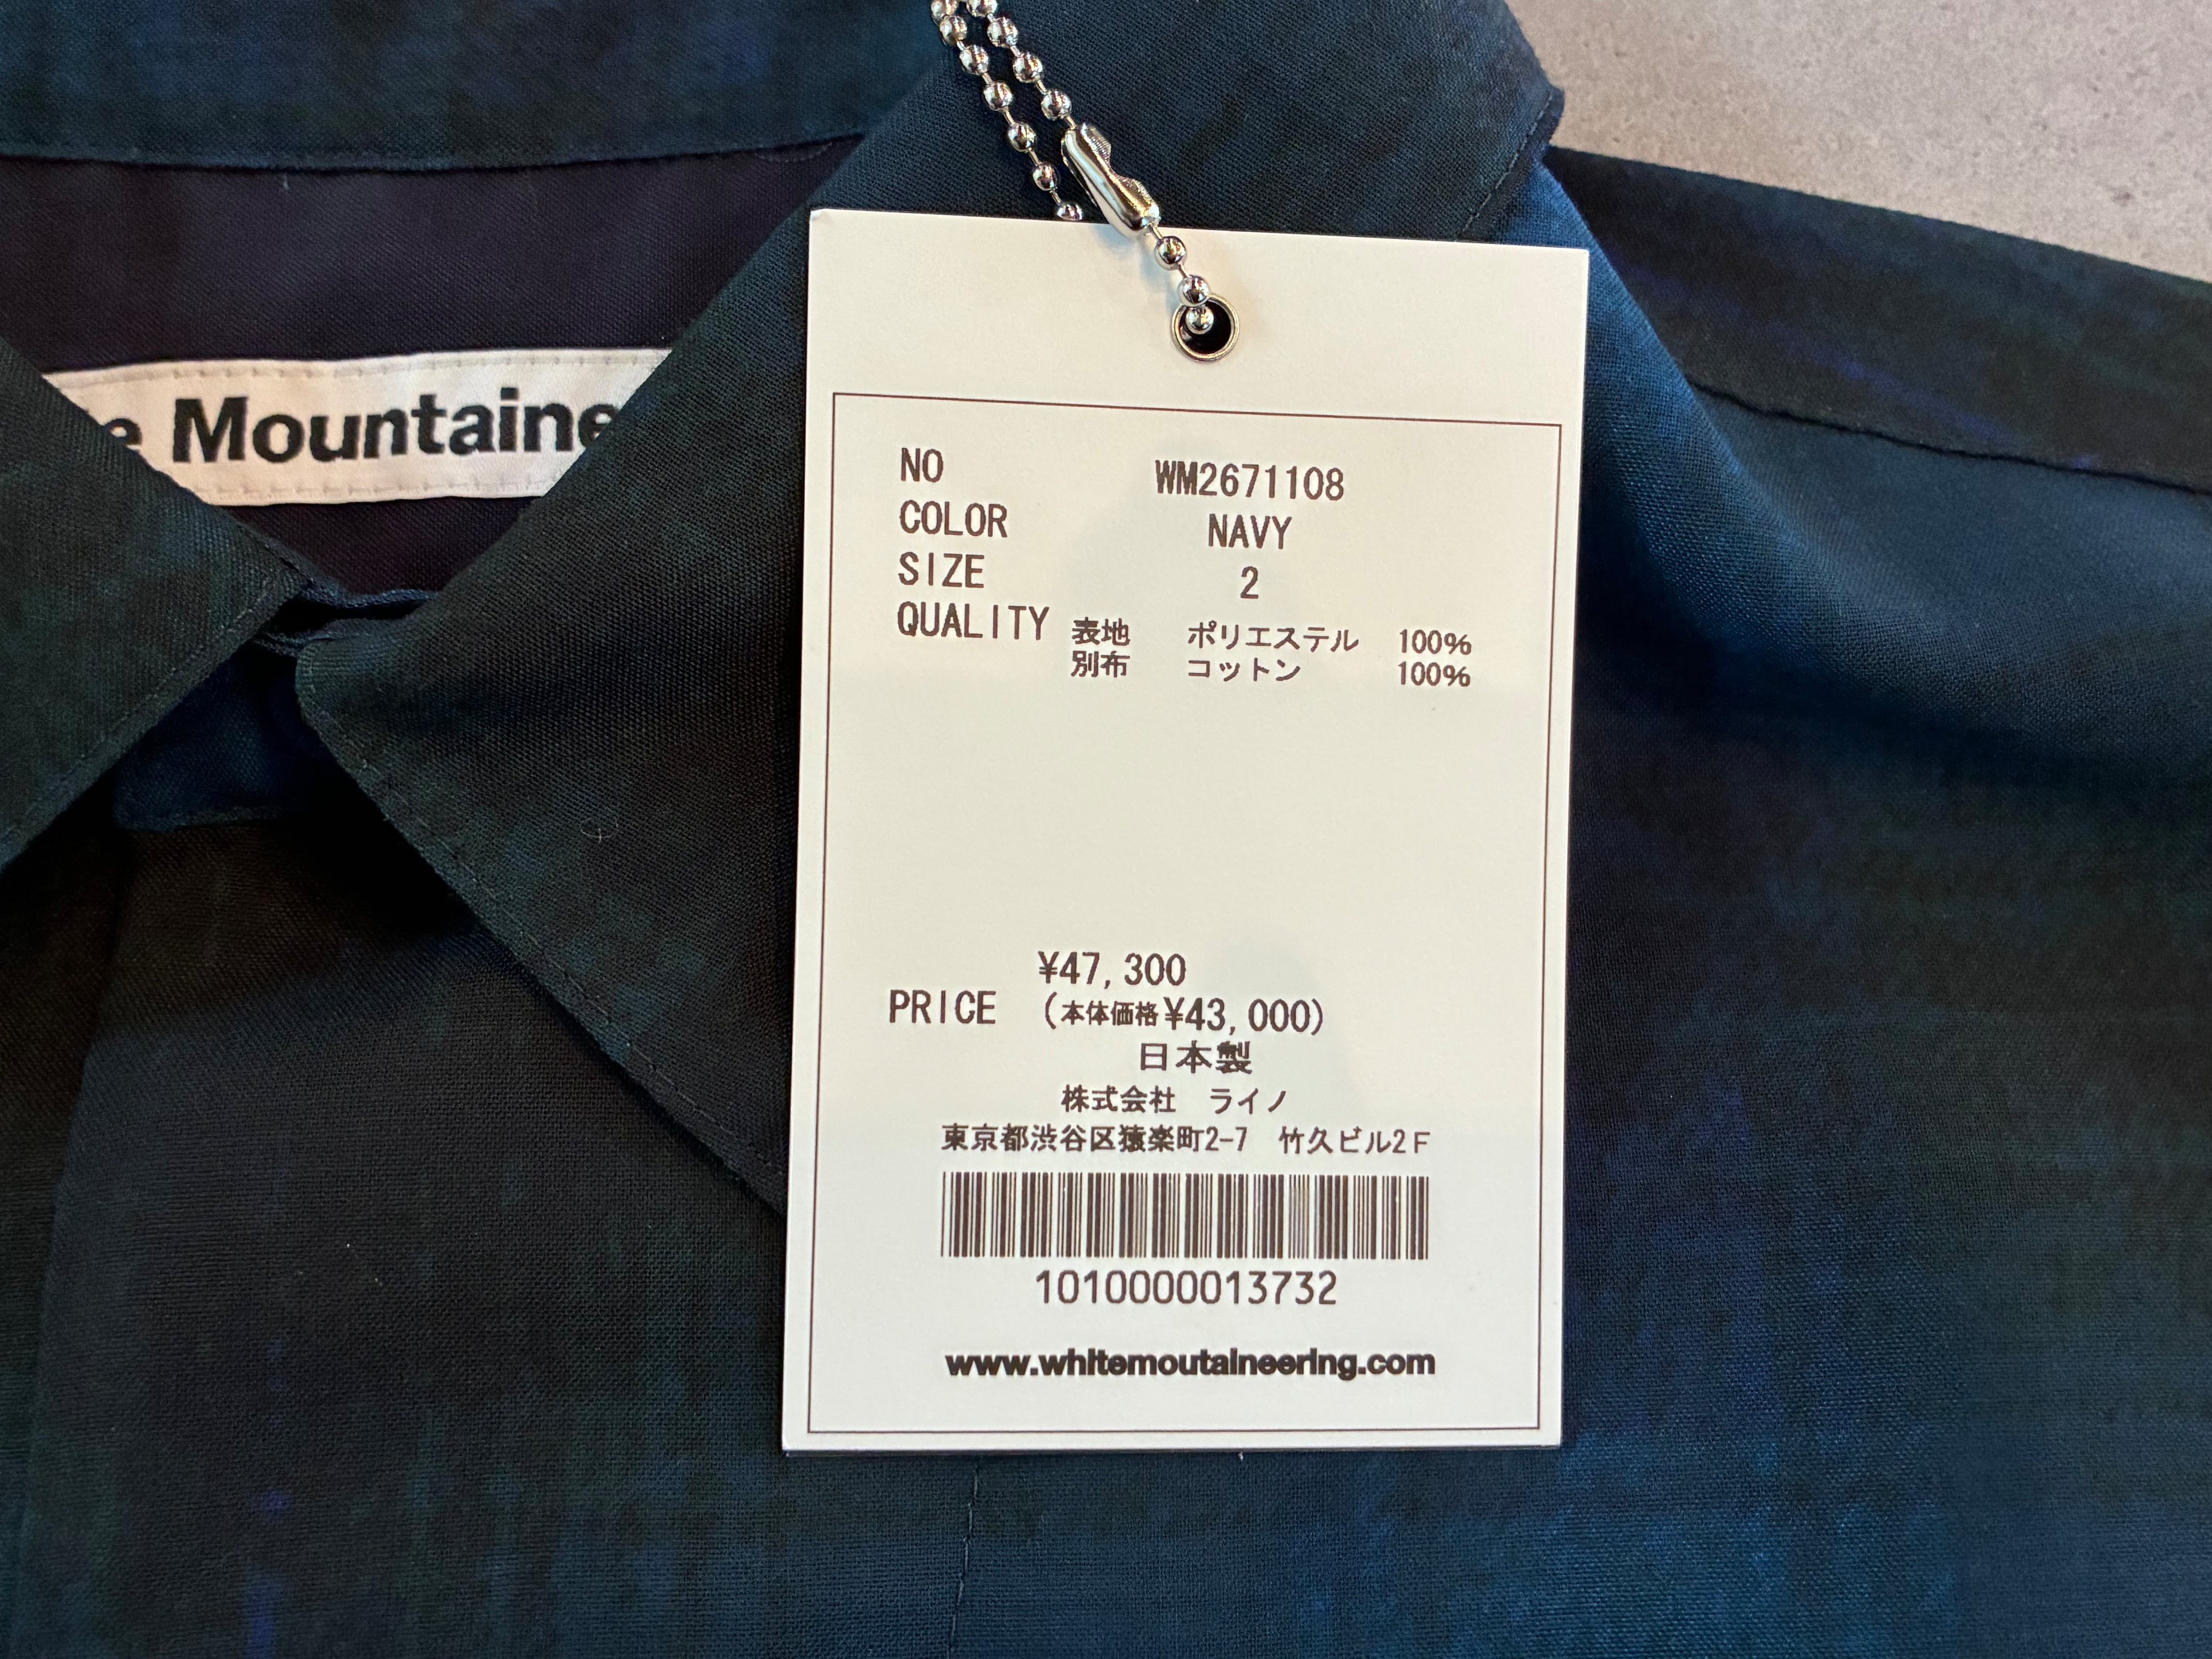 e Mountaine
NO WM2671108
COLOR NAVY
SIZE 2
QUALITY 表地 ポリエステル 100%
別布 コットン 100%
¥47,300
PRICE (本体価格¥43,000)
日本製
株式会社 ライノ
東京都渋谷区猿楽町2-7 竹久ビル2F
1010000013732
www.whitemoutaineering.com